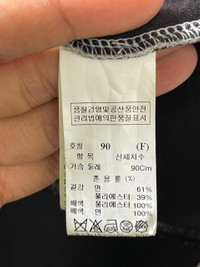 품질경영및공산품안전
관리법에의한품질표시
호칭 90 (F)
항목 신체치수
가슴둘레 90Cm
혼용률(%)
겉감 면 61%
폴리에스터 39%
배색 폴리에스터 100%
배색 면 100%